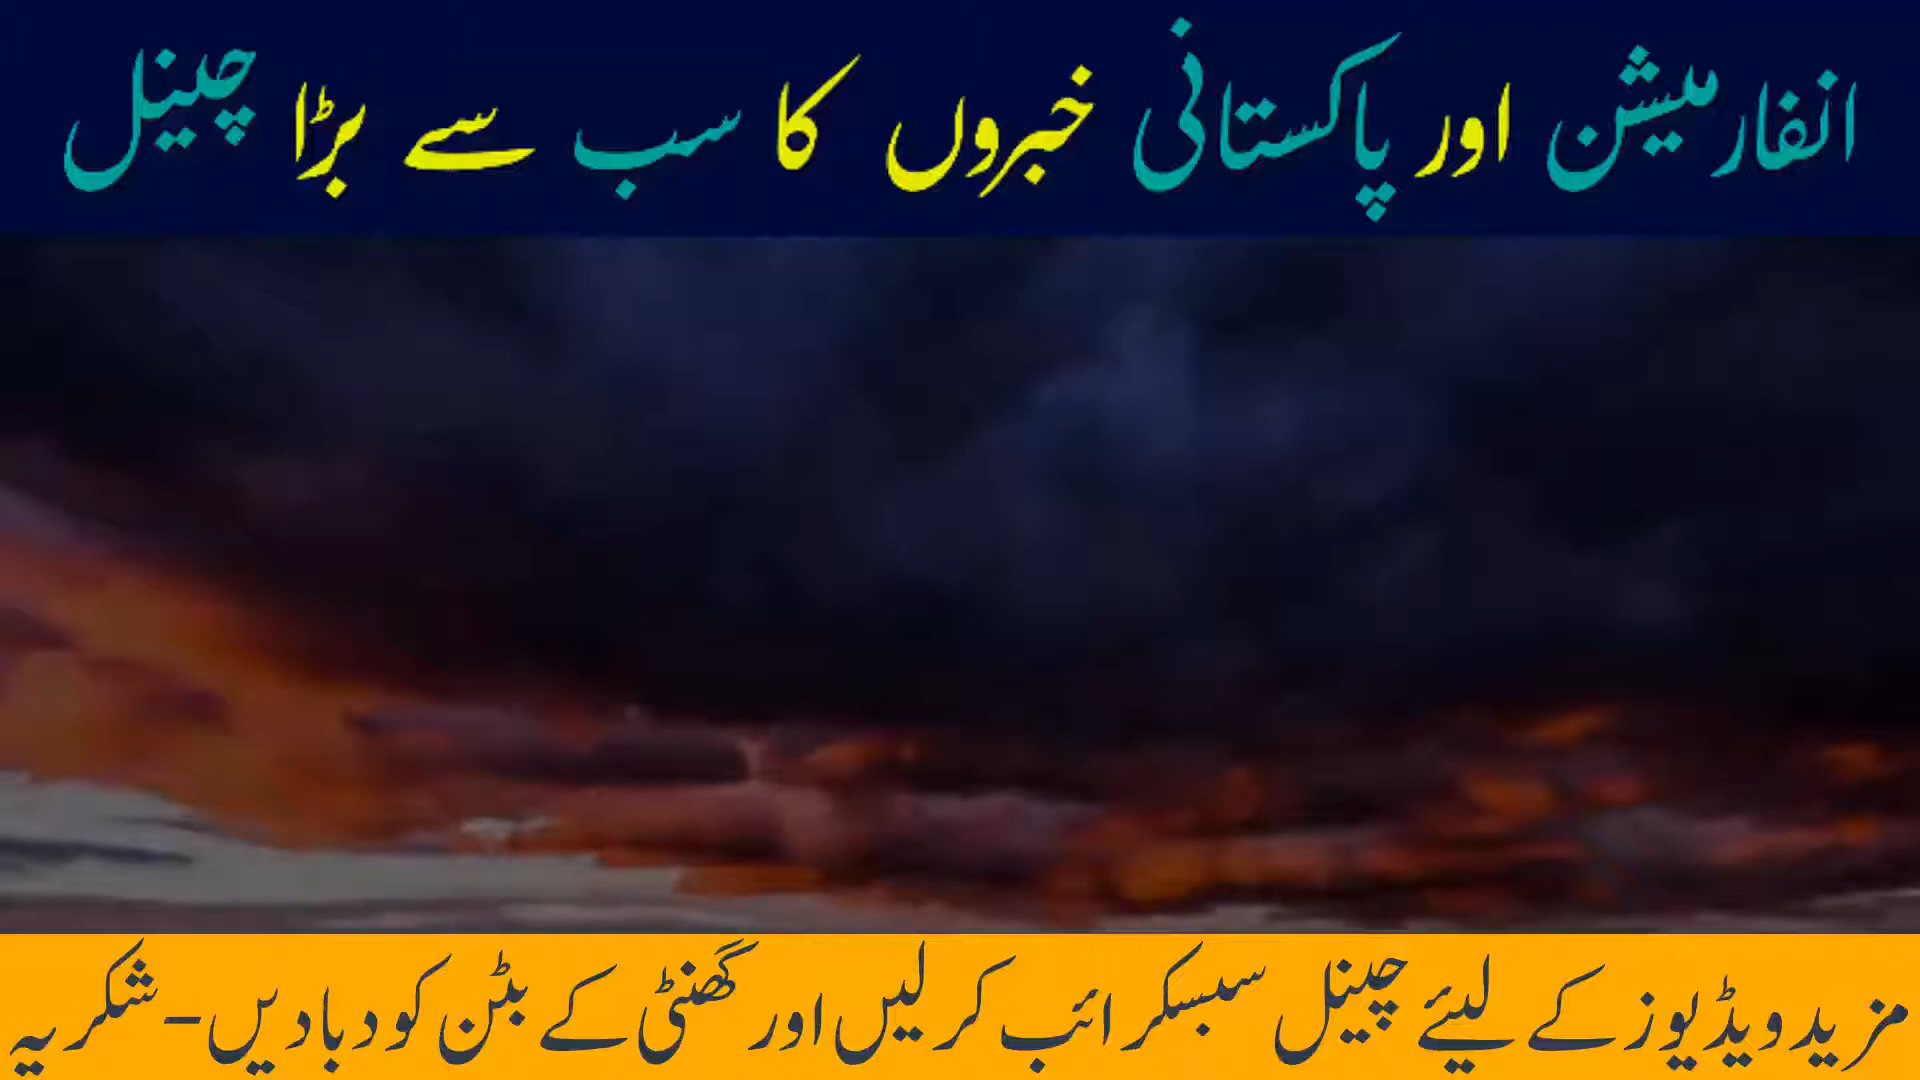 انفارمیشن اور پاکستانی خبروں کا سب سے بڑا چینل
مزید ویڈیوز کے لیئے چینل سبسکرائب کرلیں اور گھنٹی کے بٹن کو دبا دیں - شکریہ